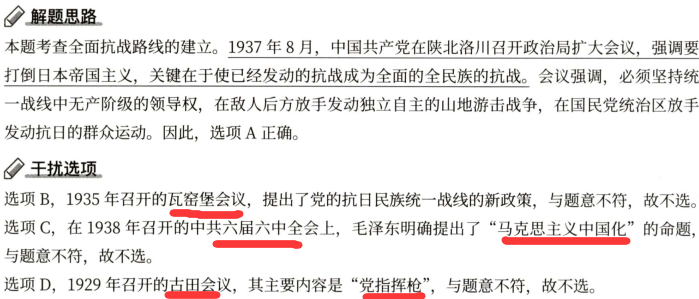 解题思路
本题考查全面抗战路线的建立。1937 年 8 月，中国共产党在陕北洛川召开政治局扩大会议，强调要
打倒日本帝国主义，关键在于使已经发动的抗战成为全面的全民族的抗战。会议强调，必须坚持统
一战线中无产阶级的领导权，在敌人后方放手发动独立自主的山地游击战争，在国民党统治区放手
发动抗日的群众运动。因此，选项 A 正确。
干扰选项
选项 B，1935 年召开的瓦窑堡会议，提出了党的抗日民族统一战线的新政策，与题意不符，故不选。
选项 C，在 1938 年召开的中共六届六中全会上，毛泽东明确提出了“马克思主义中国化”的命题，
与题意不符，故不选。
选项 D，1929 年召开的古田会议，其主要内容是“党指挥枪”，与题意不符，故不选。